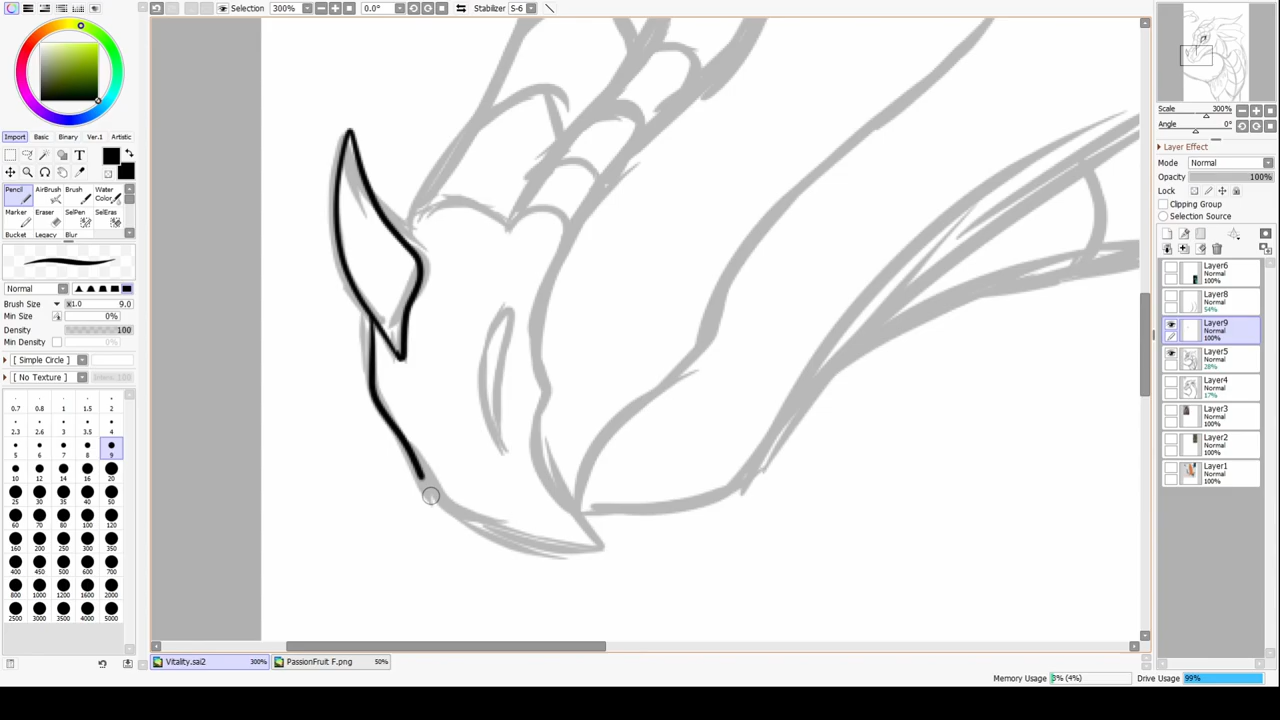 Selection 300% 0.0° Stabilizer S-6
Import Basic Binary Ver.1 Artistic
T
Pencil AirBrush Brush Water Color
Marker Eraser SelPen SelEras
Bucket Legacy Blur
Normal
Brush Size x1.0 9.0
Min Size 0%
Density 100
Min Density
[ Simple Circle ]
[ No Texture ]
0.7 0.8 1 1.5 2
2.3 2.6 3 3.5 4
5 6 7 8 9
10 12 14 16 20
25 30 35 40 50
60 70 80 100 120
160 200 250 300 350
400 450 500 600 700
800 1000 1200 1600 2000
2500 3000 3500 4000 5000
Scale 300%
Angle 0°
Layer Effect
Mode Normal
Opacity 100%
Lock
Clipping Group
Selection Source
Layer6
Normal
100%
Layer8
Normal
54%
Layer9
Normal
100%
Layer5
Normal
28%
Layer4
Normal
17%
Layer3
Normal
100%
Layer2
Normal
100%
Layer1
Normal
100%
Vitality.sai2 300% PassionFruit F.png 50%
Memory Usage 3% (4%) Drive Usage 99%